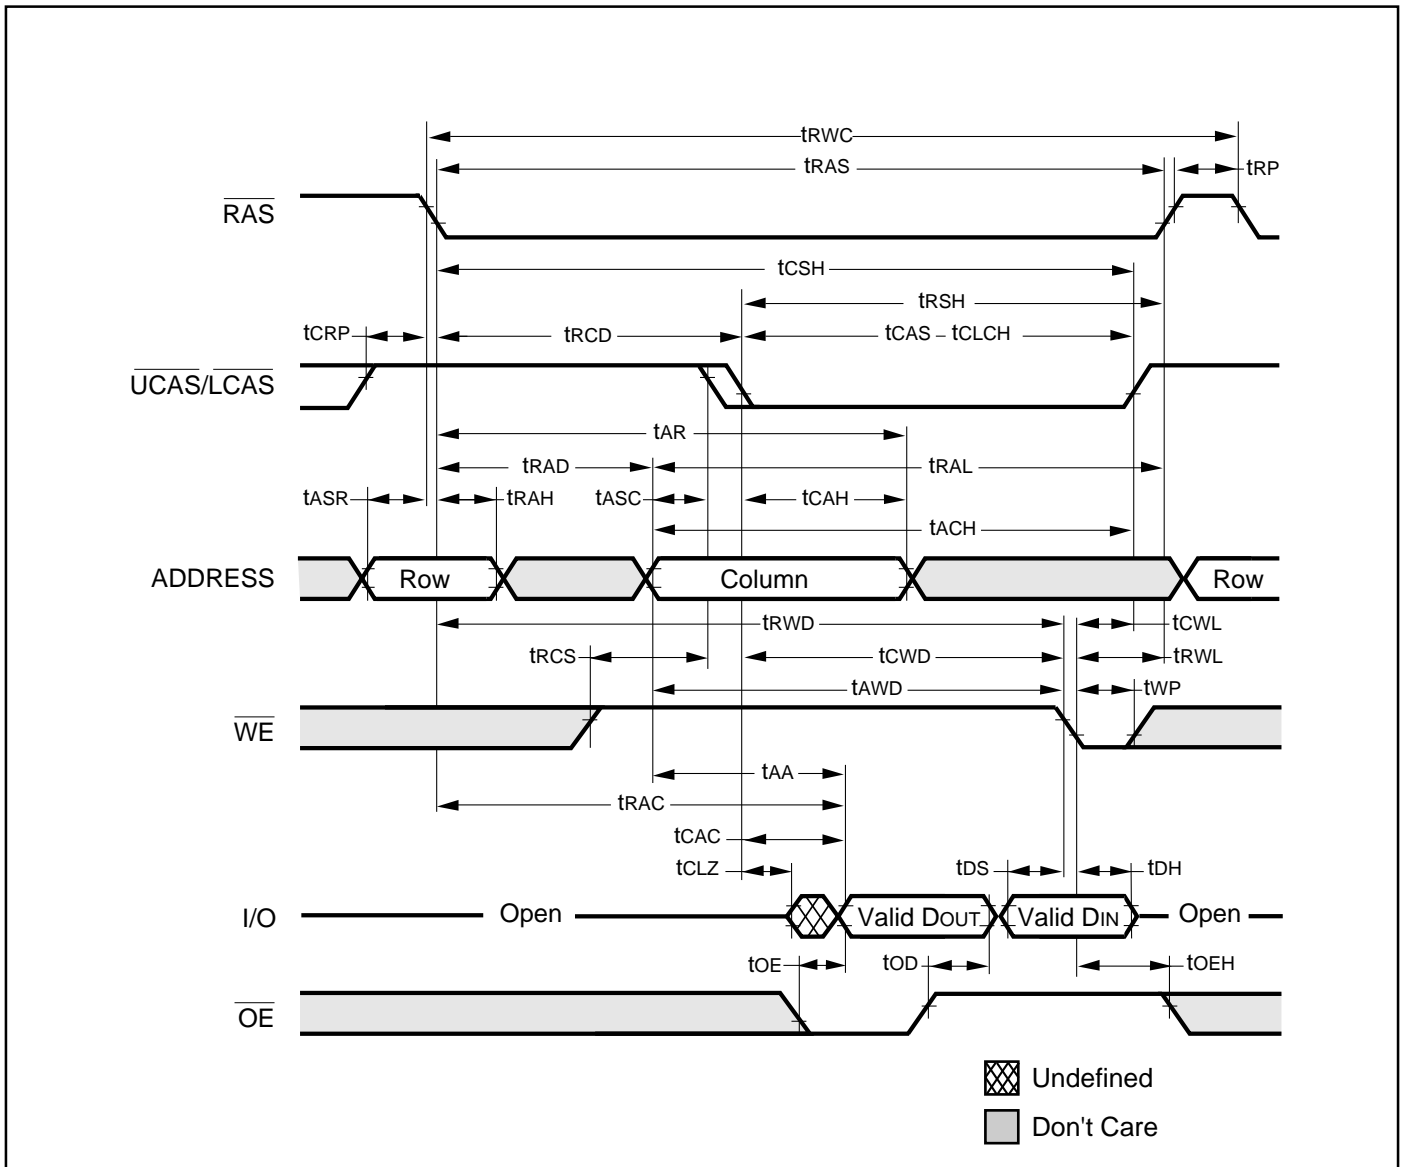 tRWC
tRAS
tRP
RAS
tCSH
tRSH
tCRP
tRCD
tCAS
tCLCH
UCAS/LCAS
tAR
tRAD
tRAL
tASR
tRAH
tASC
tCAH
tACH
ADDRESS
Row
Column
Row
tRWD
tCWL
tRCS
tCWD
tRWL
tAWD
tWP
WE
tAA
tRAC
tCAC
tCLZ
tDS
tDH
I/O
Open
Valid DOUT
Valid DIN
Open
tOE
tOD
tOEH
OE
Undefined
Don't Care